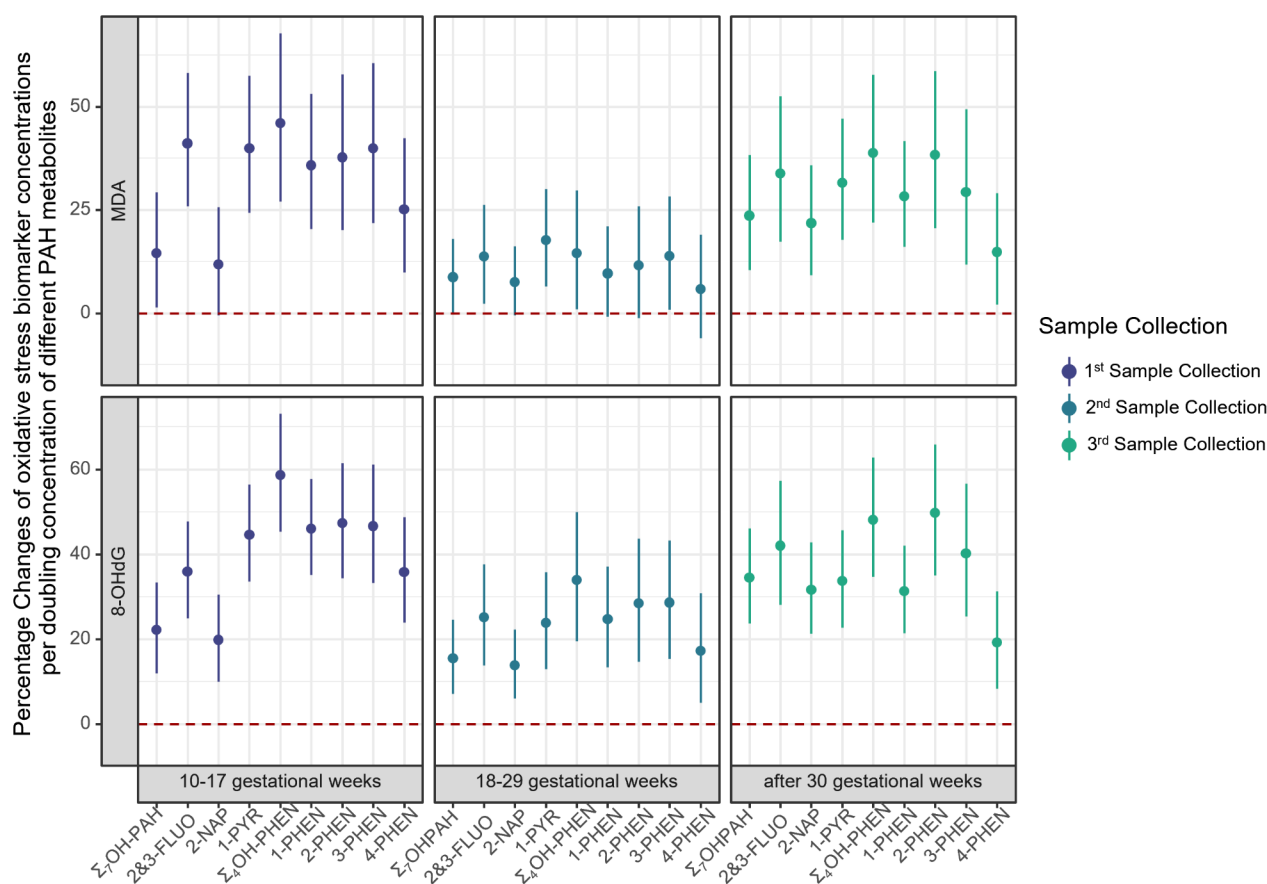 Percentage Changes of oxidative stress biomarker concentrations
per doubling concentration of different PAH metabolites
MDA
50
25
0
8-OHdG
60
40
20
0
10-17 gestational weeks
18-29 gestational weeks
after 30 gestational weeks
Σ₇OH-PAH
2&3-FLUO
2-NAP
1-PYR
Σ₄OH-PHEN
1-PHEN
2-PHEN
3-PHEN
4-PHEN
Σ₇OHPAH
2&3-FLUO
2-NAP
1-PYR
Σ₄OH-PHEN
1-PHEN
2-PHEN
3-PHEN
4-PHEN
Σ₇OHPAH
2&3-FLUO
2-NAP
1-PYR
Σ₄OH-PHEN
1-PHEN
2-PHEN
3-PHEN
4-PHEN
Sample Collection
1st Sample Collection
2nd Sample Collection
3rd Sample Collection